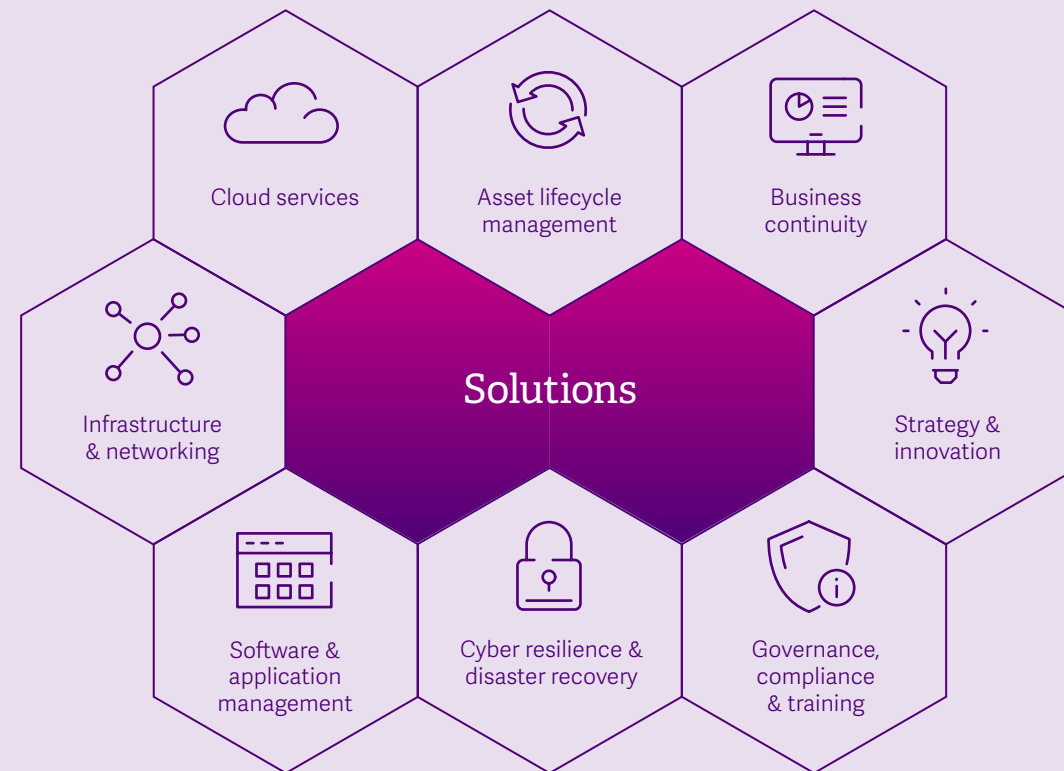 Cloud services
Asset lifecycle
management
Business
continuity
Infrastructure
& networking
Solutions
Strategy &
innovation
Software &
application
management
Cyber resilience &
disaster recovery
Governance,
compliance
& training